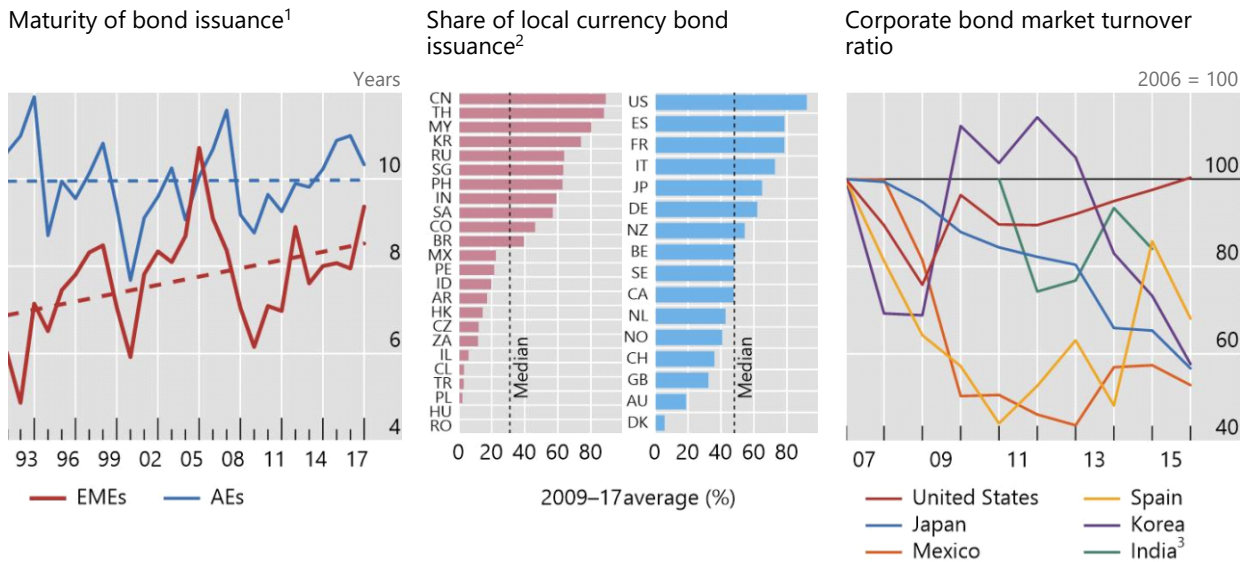 Maturity of bond issuance1
Years
10
8
6
4
93 96 99 02 05 08 11 14 17
EMEs AEs
Share of local currency bond
issuance2
CN
TH
MY
KR
RU
SG
PH
IN
SA
CO
BR
MX
PE
ID
AR
HK
CZ
ZA
IL
CL
TR
PL
HU
RO
Median
0 20 40 60 80
US
ES
FR
IT
JP
DE
NZ
BE
SE
CA
NL
NO
CH
GB
AU
DK
Median
0 20 40 60 80
2009–17average (%)
Corporate bond market turnover
ratio
2006 = 100
100
80
60
40
07 09 11 13 15
United States
Japan
Mexico
Spain
Korea
India3